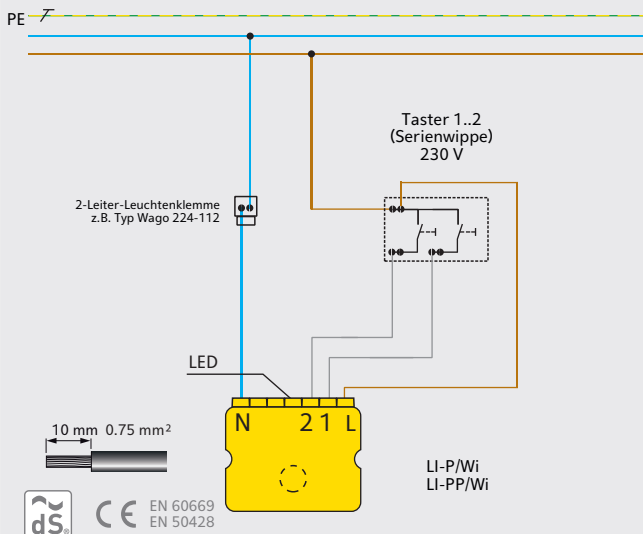 PE
Taster 1..2
(Serienwippe)
230 V
2-Leiter-Leuchtenklemme
z.B. Typ Wago 224-112
LED
N 2 1 L
10 mm 0.75 mm²
LI-P/Wi
LI-PP/Wi
dS®
CE EN 60669
EN 50428